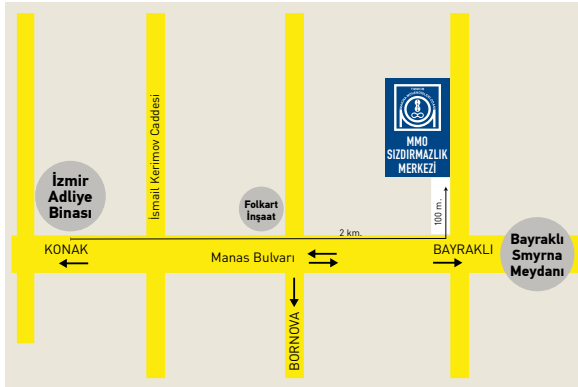 MMO
SIZDIRMAZLIK
MERKEZİ
İsmail Kerimov Caddesi
İzmir
Adliye
Binası
Folkart
İnşaat
100 m.
2 km.
KONAK
Manas Bulvarı
BAYRAKLI
Bayraklı
Smyrna
Meydanı
BORNOVA